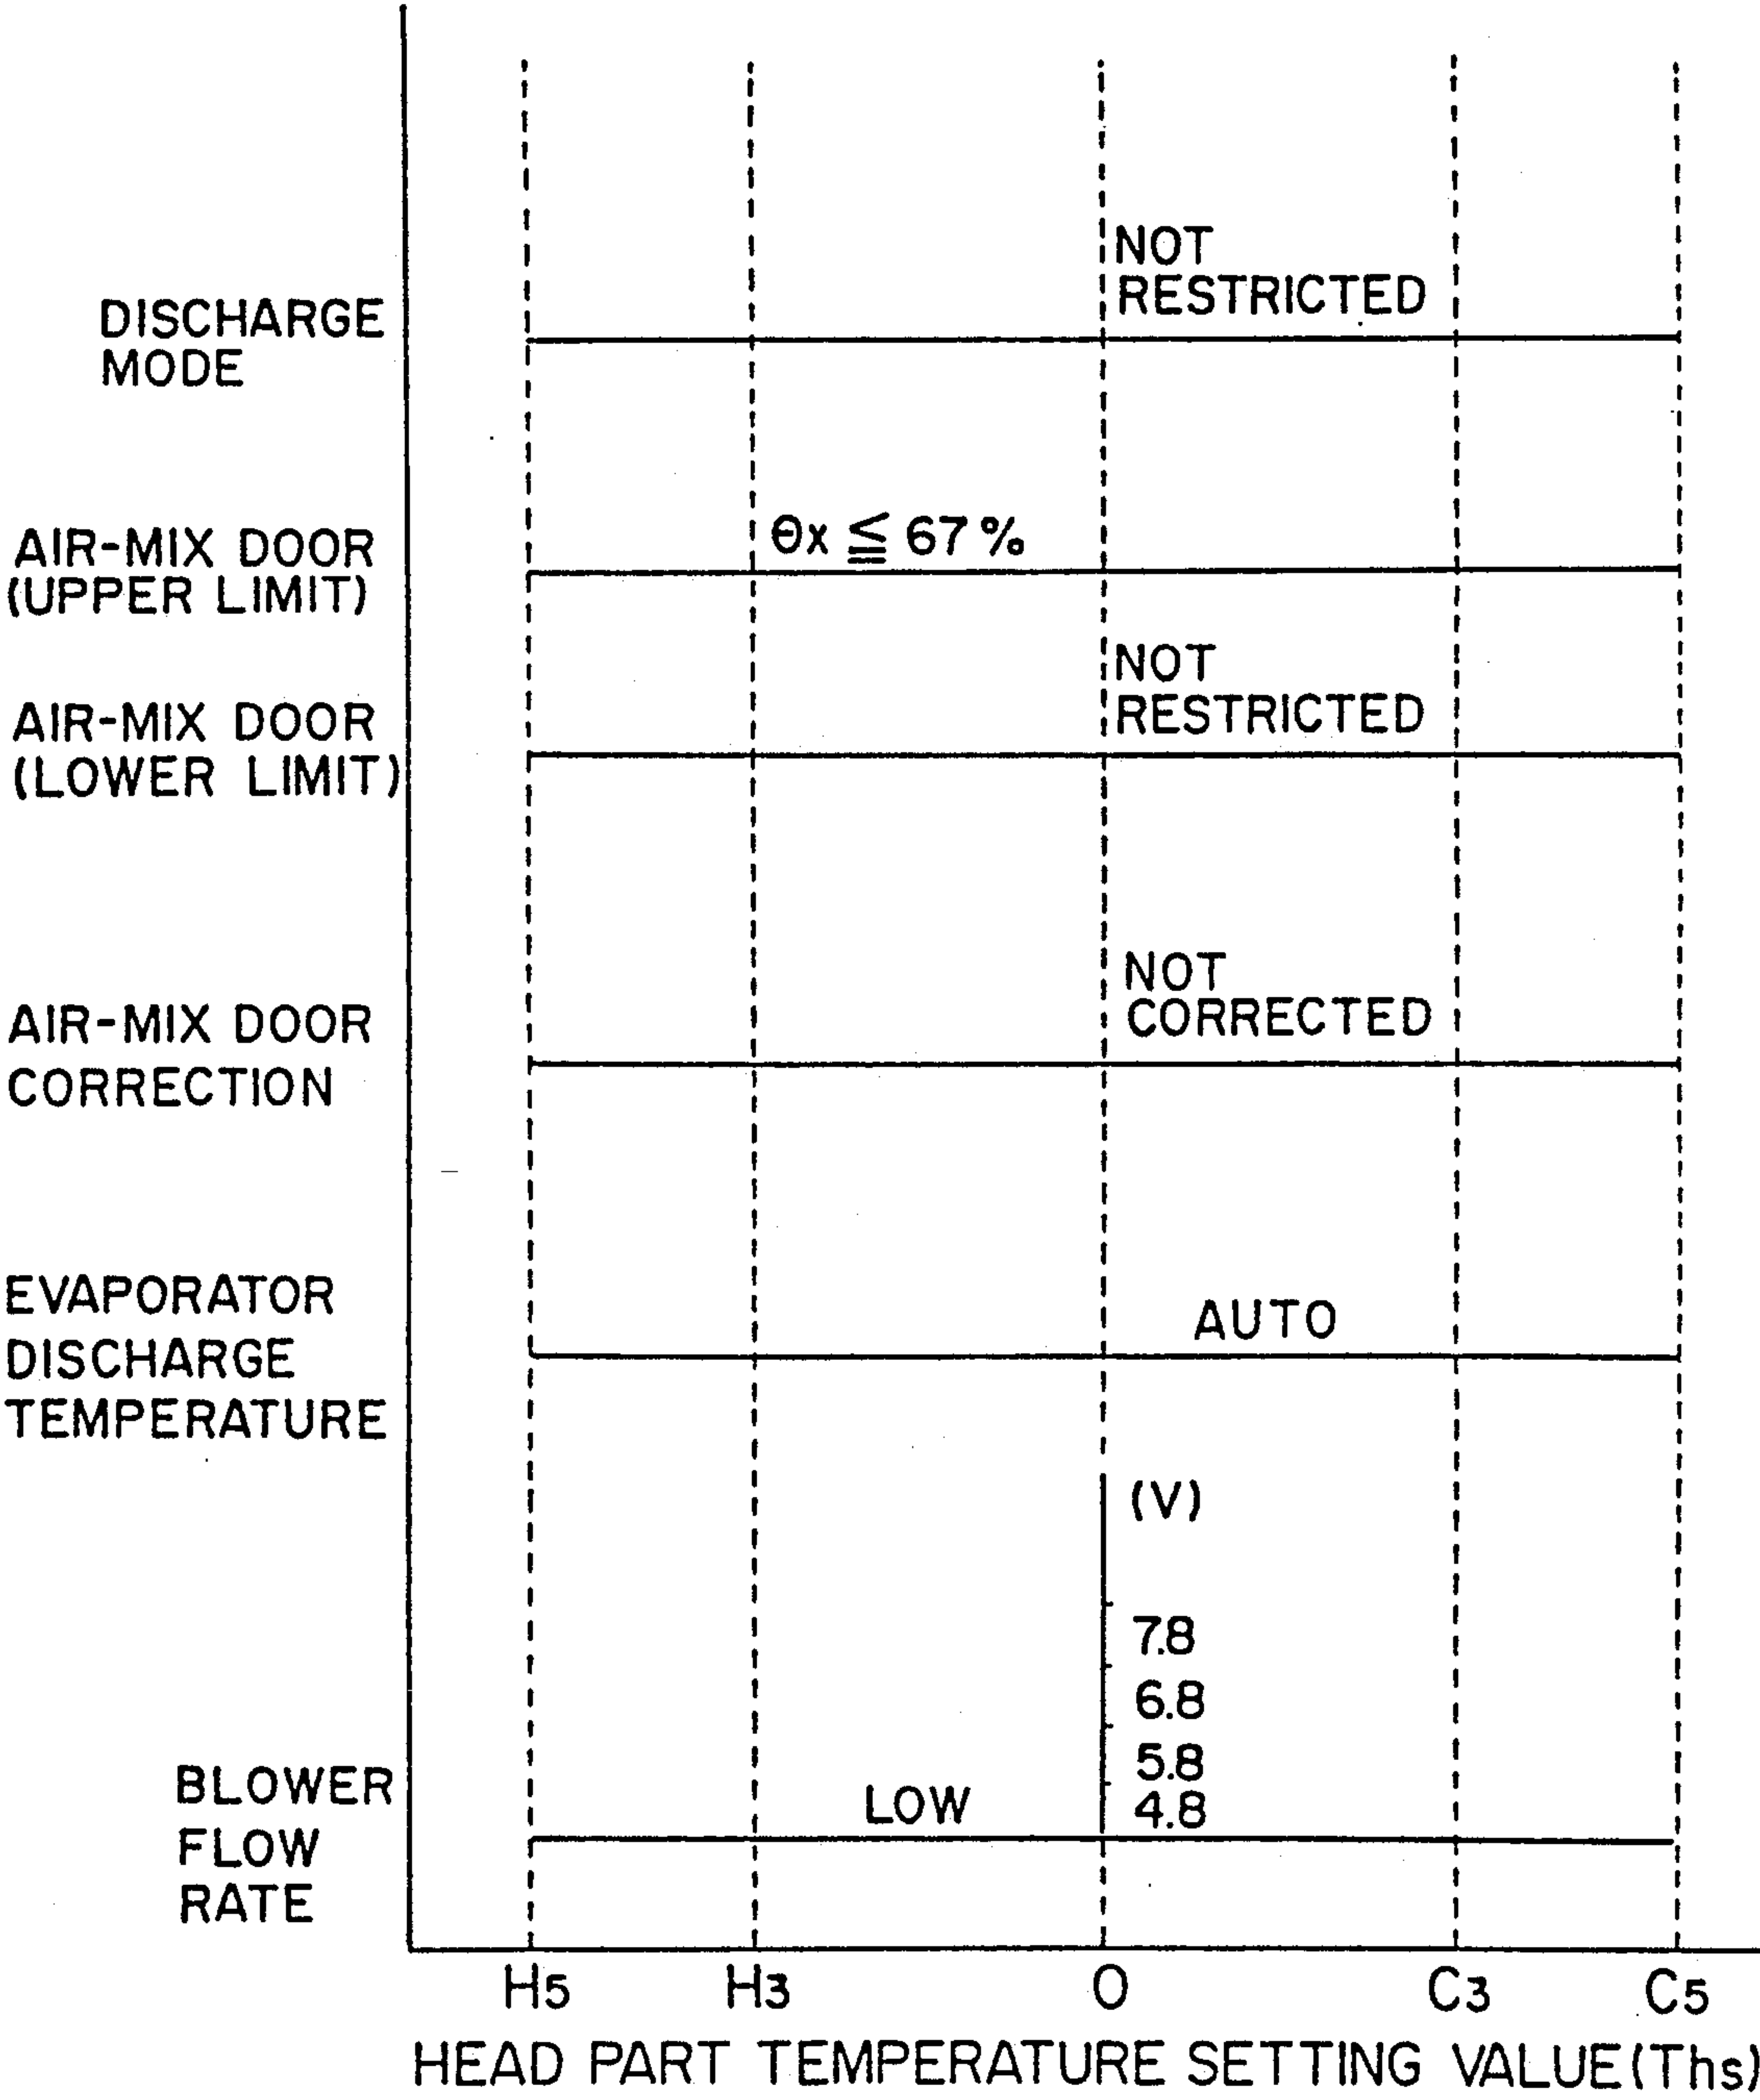 NOT
RESTRICTED
DISCHARGE
MODE
Θx ≦ 67%
AIR-MIX DOOR
(UPPER LIMIT)
NOT
RESTRICTED
AIR-MIX DOOR
(LOWER LIMIT)
NOT
CORRECTED
AIR-MIX DOOR
CORRECTION
EVAPORATOR
DISCHARGE
TEMPERATURE
AUTO
(V)
7.8
6.8
5.8
4.8
LOW
BLOWER
FLOW
RATE
H5 H3 O C3 C5
HEAD PART TEMPERATURE SETTING VALUE(Ths)